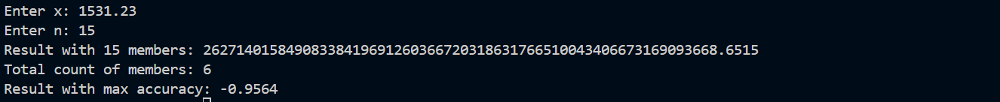 Enter x: 1531.23
Enter n: 15
Result with 15 members: 26271401584908338419691260366720318631766510043406673169093668.6515
Total count of members: 6
Result with max accuracy: -0.9564